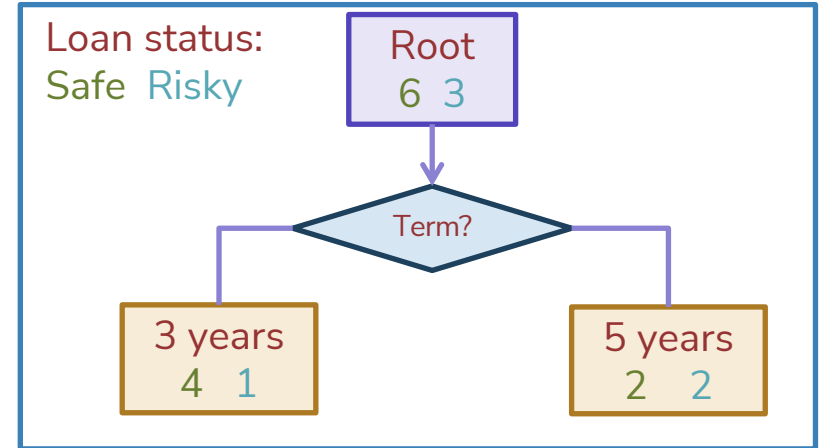 Loan status:
Safe Risky
Root
6 3
Term?
3 years
4 1
5 years
2 2